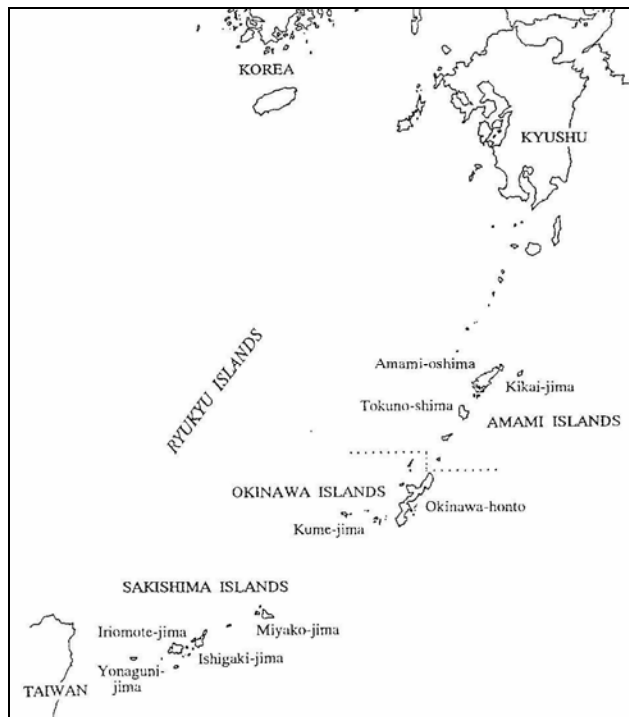 KOREA
KYUSHU
RYUKYU ISLANDS
Amami-oshima
Kikai-jima
Tokuno-shima
AMAMI ISLANDS
OKINAWA ISLANDS
Okinawa-honto
Kume-jima
SAKISHIMA ISLANDS
Iriomote-jima
Miyako-jima
Ishigaki-jima
Yonaguni-
jima
TAIWAN